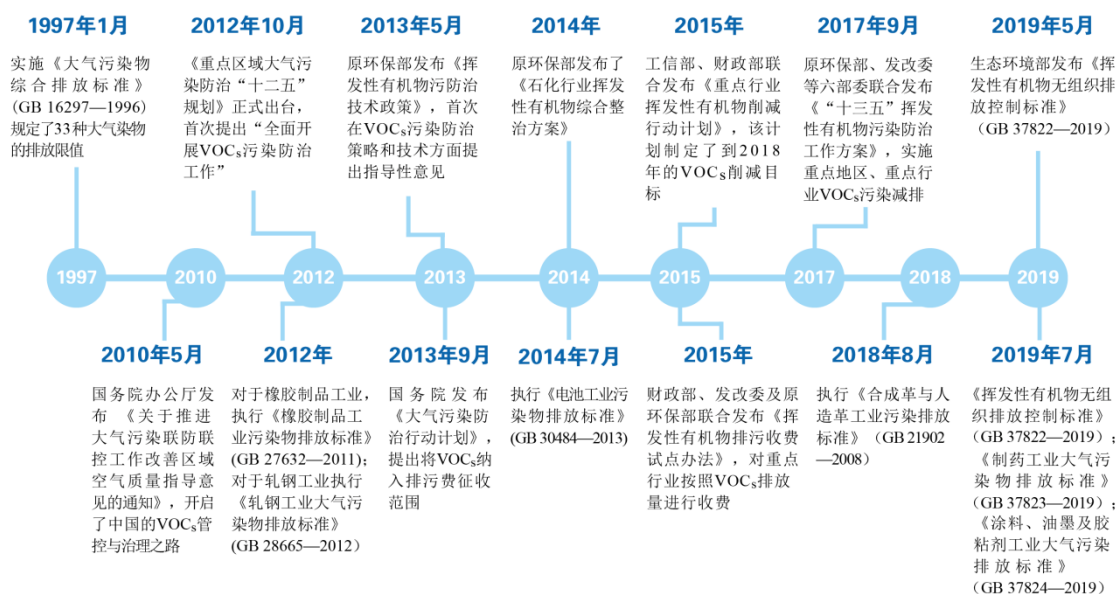 1997年1月
实施《大气污染物
综合排放标准》
(GB 16297—1996)
规定了33种大气染物
的排放限值
2012年10月
《重点区域大气污
染防治“十二五”
规划》正式出台，
首次提出“全面开
展VOCs污染防治
工作”
2013年5月
原环保部发布《挥
发性有机物污防治
技术政策》，首次
在VOCs污染防治
策略和技术方面提
出指导性意见
2014年
原环保部发布了
《石化行业挥发
性有机物综合整
治方案》
2015年
工信部、财政部联
合发布《重点行业
挥发性有机物削减
行动计划》，该计
划制定了到2018
年的VOCs削减目
标
2017年9月
原环保部、发改委
等六部委联合发布
《“十三五”挥发
性有机物污染防治
工作方案》，实施
重点地区、重点行
业VOCs污染减排
2019年5月
生态环境部发布《挥
发性有机物无组织排
放控制标准》
（GB 37822—2019）
1997
2010
2012
2013
2014
2015
2017
2018
2019
2010年5月
国务院办公厅发
布《关于推进
大气污染联防联
控工作改善区域
空气质量指导意
见的通知》，开启
了中国的VOCs管
控与治理之路
2012年
对于橡胶制品工业，
执行《橡胶制品工
业污染物排放标准》
(GB 27632—2011)；
对于轧钢工业执行
《轧钢工业大气污
染物排放标准》
(GB 28665—2012）
2013年9月
国务院发布
《大气污染防
治行动计划》，
提出将VOCs纳
入排污费征收
范围
2014年7月
执行《电池工业污
染物排放标准》
(GB 30484—2013)
2015年
财政部、发改委及原
环保部联合发布《挥
发性有机物排污收费
试点办法》，对重点
行业按照VOCs排放
量进行收费
2018年8月
执行《合成革与人
造革工业污染排放
标准》（GB 21902
—2008）
2019年7月
《挥发性有机物无组
织排放控制标准》
（GB 37822—2019）；
《制药工业大气污
染物排放标准》
（GB 37823—2019）；
《涂料、油墨及胶
粘剂工业大气污染
排放标准》
（GB 37824—2019）